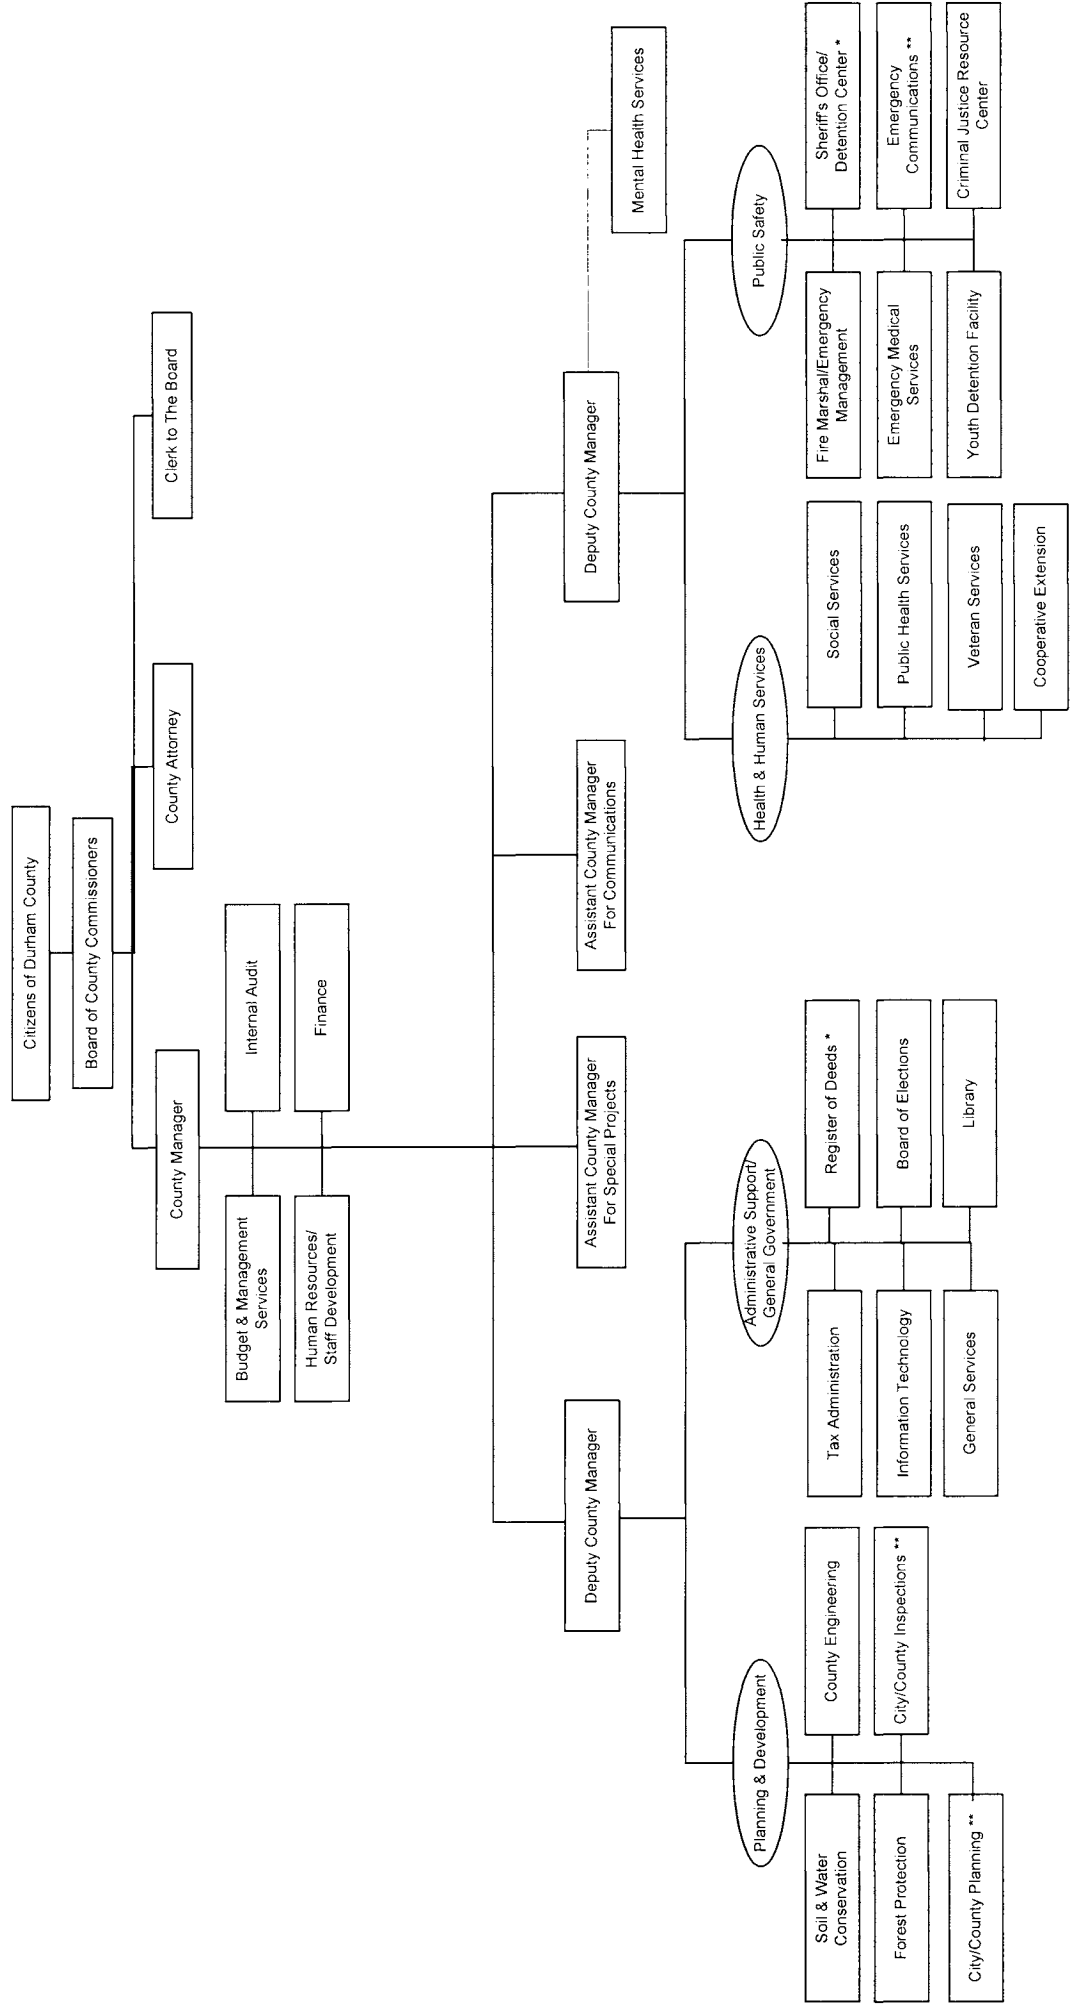 Citizens of Durham County
Board of County Commissioners
County Manager
County Attorney
Clerk to The Board
Budget & Management
Services
Internal Audit
Human Resources/
Staff Development
Finance
Deputy County Manager
Assistant County Manager
For Special Projects
Assistant County Manager
For Communications
Deputy County Manager
Mental Health Services
Planning & Development
Administrative Support/
General Government
Health & Human Services
Public Safety
Soil & Water
Conservation
County Engineering
Forest Protection
City/County Inspections **
City/County Planning **
Tax Administration
Register of Deeds *
Information Technology
Board of Elections
General Services
Library
Social Services
Public Health Services
Veteran Services
Cooperative Extension
Fire Marshal/Emergency
Management
Sheriff's Office/
Detention Center *
Emergency Medical
Services
Emergency
Communications **
Youth Detention Facility
Criminal Justice Resource
Center